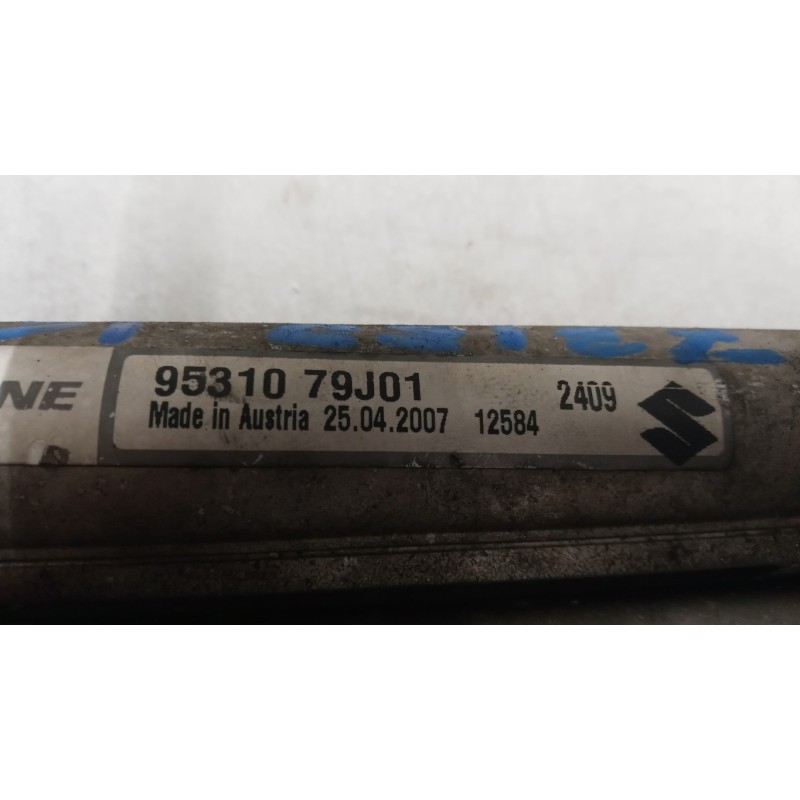 NE
95310 79J01 2409
Made in Austria 25.04.2007 12584